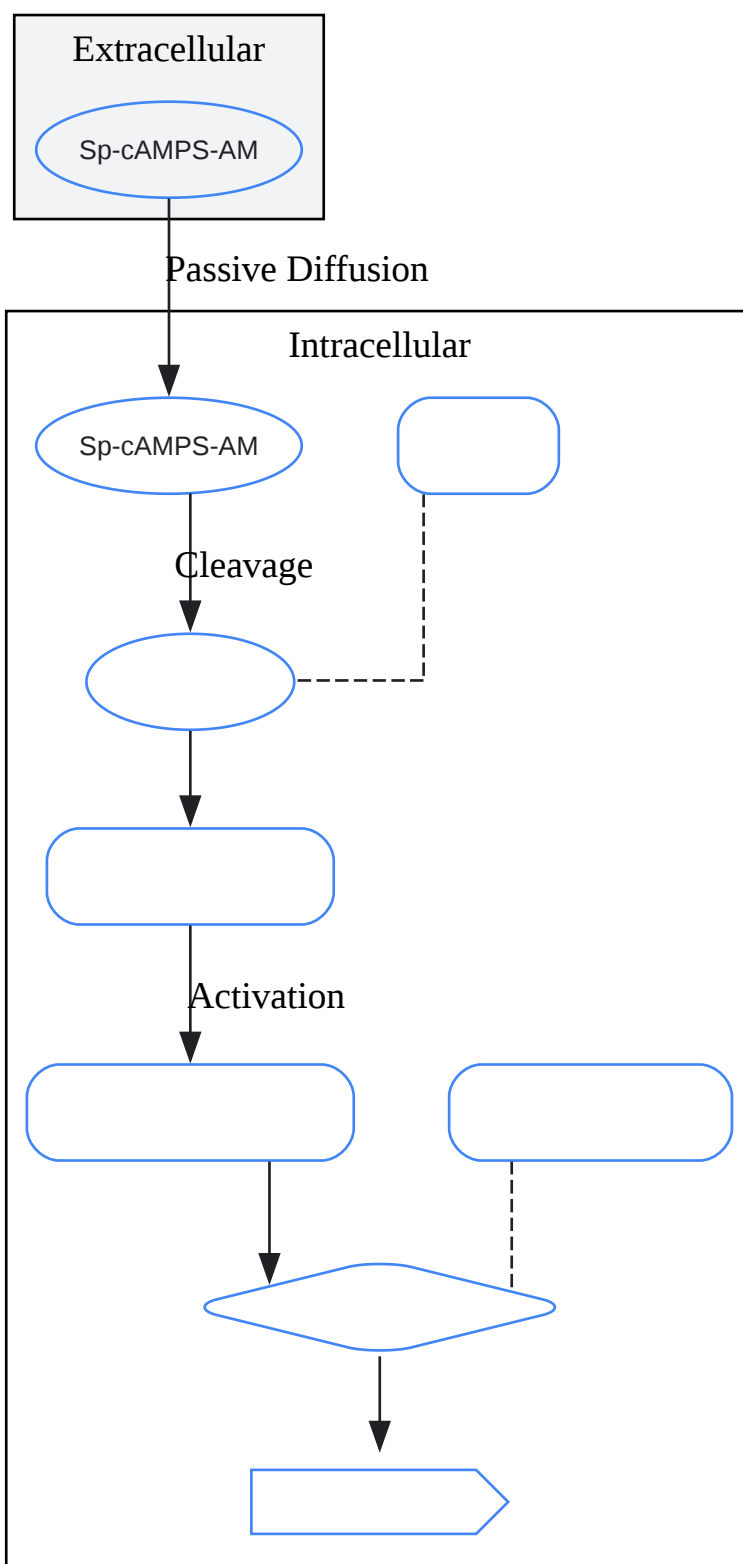 Extracellular
Sp-cAMPS-AM
Passive Diffusion
Intracellular
Sp-cAMPS-AM
Cleavage
Activation